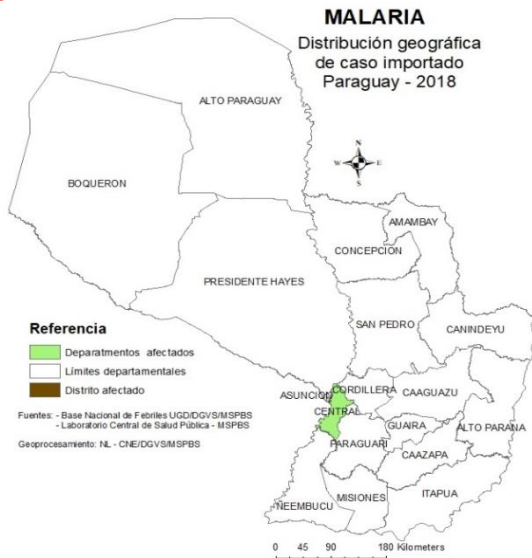 MALARIA
Distribución geográfica
de caso importado
Paraguay - 2018
N
W E
S
ALTO PARAGUAY
BOQUERON
AMAMBAY
CONCEPCION
PRESIDENTE HAYES
SAN PEDRO
CANINDEYU
Referencia
Deparatmentos afectados
Límites departamentales
Distrito afectado
ASUNCION
CORDILLERA
CAAGUAZU
CENTRAL
GUAIRA
ALTO PARANA
PARAGUARI
CAAZAPA
Fuentes: - Base Nacional de Febriles UGD/DGVS/MSPBS
- Laboratorio Central de Salud Pública - MSPBS
Geoprocesamiento: NL - CNE/DGVS/MSPBS
ÑEEMBUCU
MISIONES
ITAPUA
0 45 90 180 Kilometers